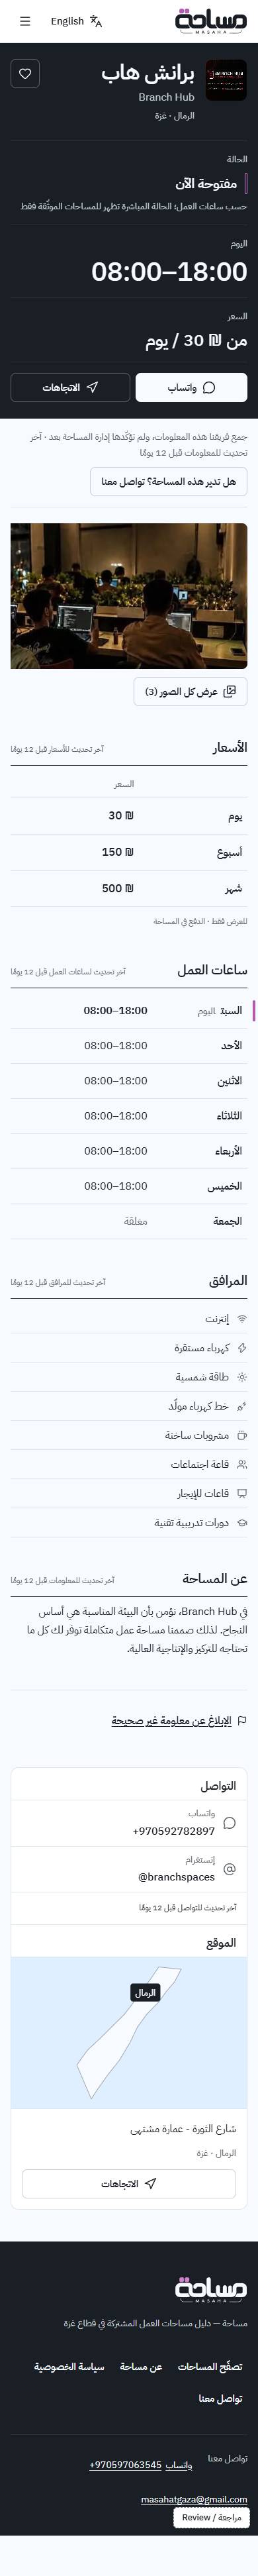 English
مساحة
MASAHA
برانش هاب
Branch Hub
الرمال · غزة
الحالة
مفتوحة الآن
حسب ساعات العمل؛ الحالة المباشرة تظهر للمساحات الموثّقة فقط
اليوم
08:00–18:00
السعر
من ₪ 30 / يوم
واتساب
الاتجاهات
جمع فريقنا هذه المعلومات، ولم تؤكّدها إدارة المساحة بعد · آخر
تحديث للمعلومات قبل 12 يومًا
هل تدير هذه المساحة؟ تواصل معنا
عرض كل الصور (3)
الأسعار
آخر تحديث للأسعار قبل 12 يومًا
السعر
يوم
₪ 30
أسبوع
₪ 150
شهر
₪ 500
للعرض فقط · الدفع في المساحة
ساعات العمل
آخر تحديث لساعات العمل قبل 12 يومًا
السبت اليوم
08:00–18:00
الأحد
08:00–18:00
الاثنين
08:00–18:00
الثلاثاء
08:00–18:00
الأربعاء
08:00–18:00
الخميس
08:00–18:00
الجمعة
مغلقة
المرافق
آخر تحديث للمرافق قبل 12 يومًا
إنترنت
كهرباء مستقرة
طاقة شمسية
خط كهرباء مولّد
مشروبات ساخنة
قاعة اجتماعات
قاعات للإيجار
دورات تدريبية تقنية
عن المساحة
آخر تحديث للمعلومات قبل 12 يومًا
في Branch Hub، نؤمن بأن البيئة المناسبة هي أساس
النجاح. لذلك صممنا مساحة عمل متكاملة توفر لك كل ما
تحتاجه للتركيز والإنتاجية العالية.
الإبلاغ عن معلومة غير صحيحة
التواصل
واتساب
+970592782897
إنستغرام
@branchspaces
آخر تحديث للتواصل قبل 12 يومًا
الموقع
الرمال
شارع الثورة - عمارة مشتهى
الرمال · غزة
الاتجاهات
مساحة
MASAHA
مساحة — دليل مساحات العمل المشتركة في قطاع غزة
تصفّح المساحات
عن مساحة
سياسة الخصوصية
تواصل معنا
تواصل معنا
واتساب +970597063545
masahatgaza@gmail.com
مراجعة / Review